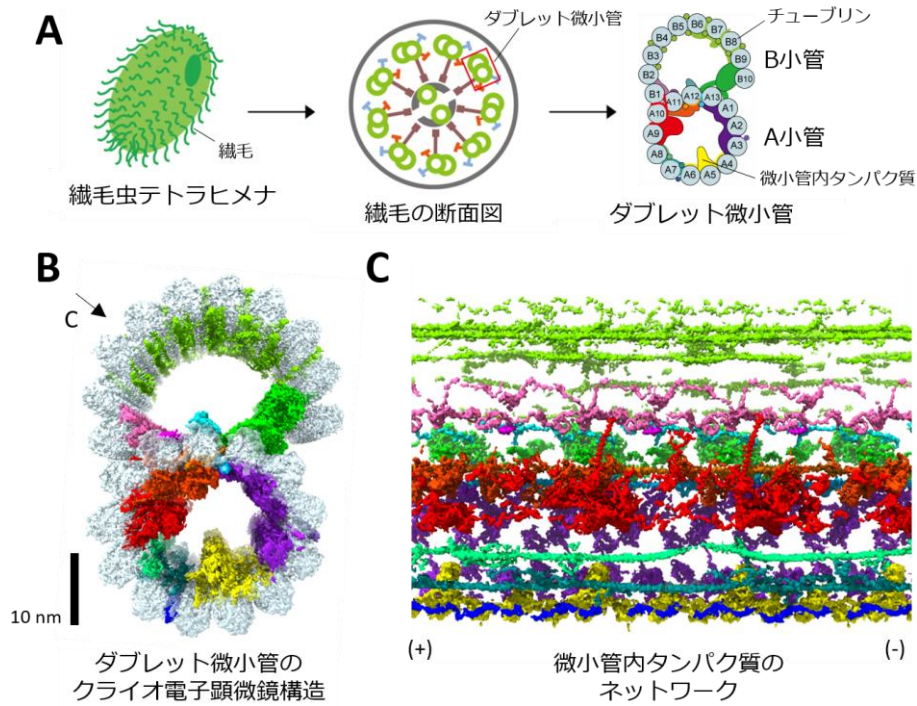 A
ダブレット微小管
チューブリン
B小管
A小管
微小管内タンパク質
繊毛
繊毛虫テトラヒメナ
繊毛の断面図
ダブレット微小管
B1
B2
B3
B4
B5
B6
B7
B8
B9
B10
A1
A2
A3
A4
A5
A6
A7
A8
A9
A10
A11
A12
A13
B
C
10 nm
ダブレット微小管の
クライオ電子顕微鏡構造
C
(+)
(-)
微小管内タンパク質の
ネットワーク